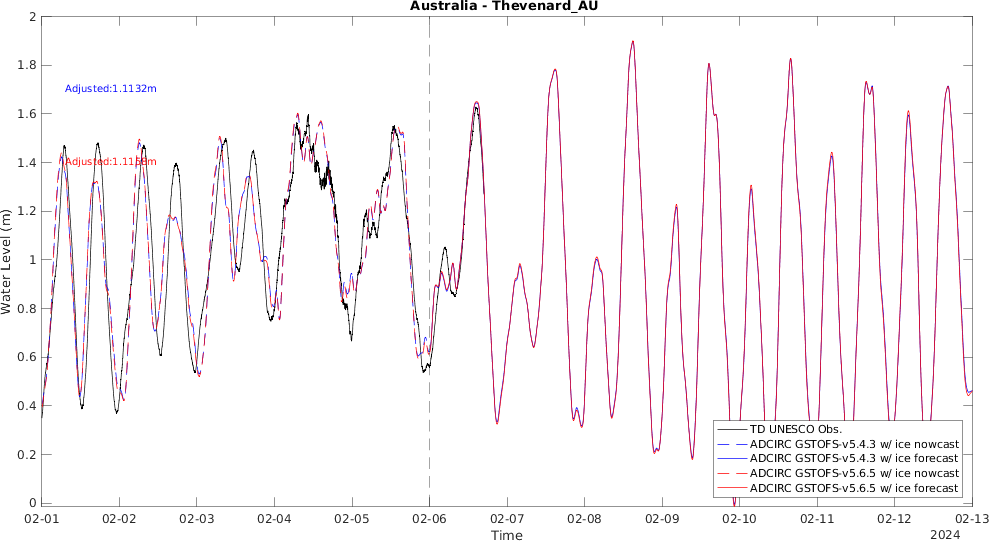 Australia - Thevenard_AU
2
1.8
1.6
1.4
1.2
1
0.8
0.6
0.4
0.2
0
Water Level (m)
Adjusted:1.1132m
TD UNESCO Obs.
ADCIRC GSTOFS-v5.4.3 w/ ice nowcast
ADCIRC GSTOFS-v5.4.3 w/ ice forecast
ADCIRC GSTOFS-v5.6.5 w/ ice nowcast
ADCIRC GSTOFS-v5.6.5 w/ ice forecast
02-01 02-02 02-03 02-04 02-05 02-06 02-07 02-08 02-09 02-10 02-11 02-12 02-13
Time
2024